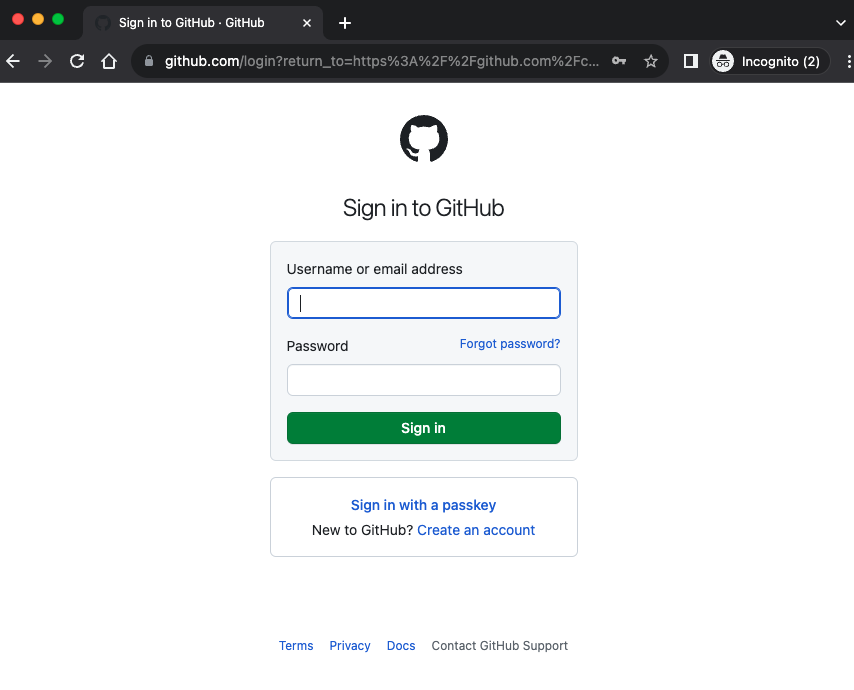 Sign in to GitHub · GitHub
github.com/login?return_to=https%3A%2F%2Fgithub.com%2Fc...
Incognito (2)
Sign in to GitHub
Username or email address
Password
Forgot password?
Sign in
Sign in with a passkey
New to GitHub? Create an account
Terms Privacy Docs Contact GitHub Support